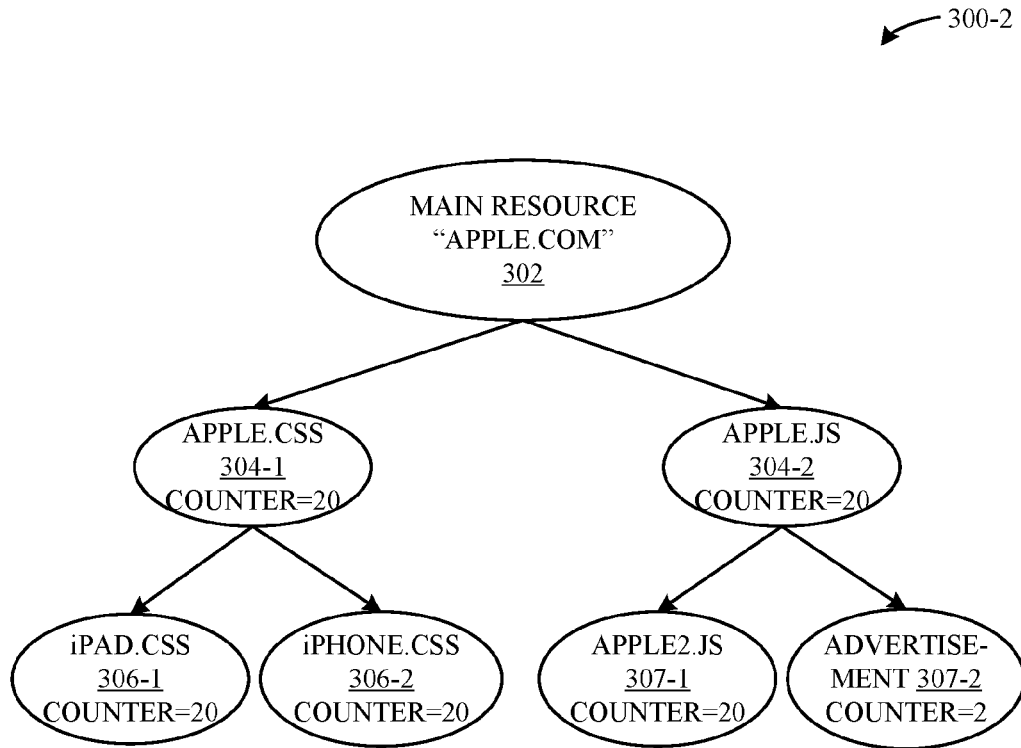 300-2
MAIN RESOURCE
“APPLE.COM”
302
APPLE.CSS
304-1
COUNTER=20
APPLE.JS
304-2
COUNTER=20
iPAD.CSS
306-1
COUNTER=20
iPHONE.CSS
306-2
COUNTER=20
APPLE2.JS
307-1
COUNTER=20
ADVERTISE-
MENT 307-2
COUNTER=2